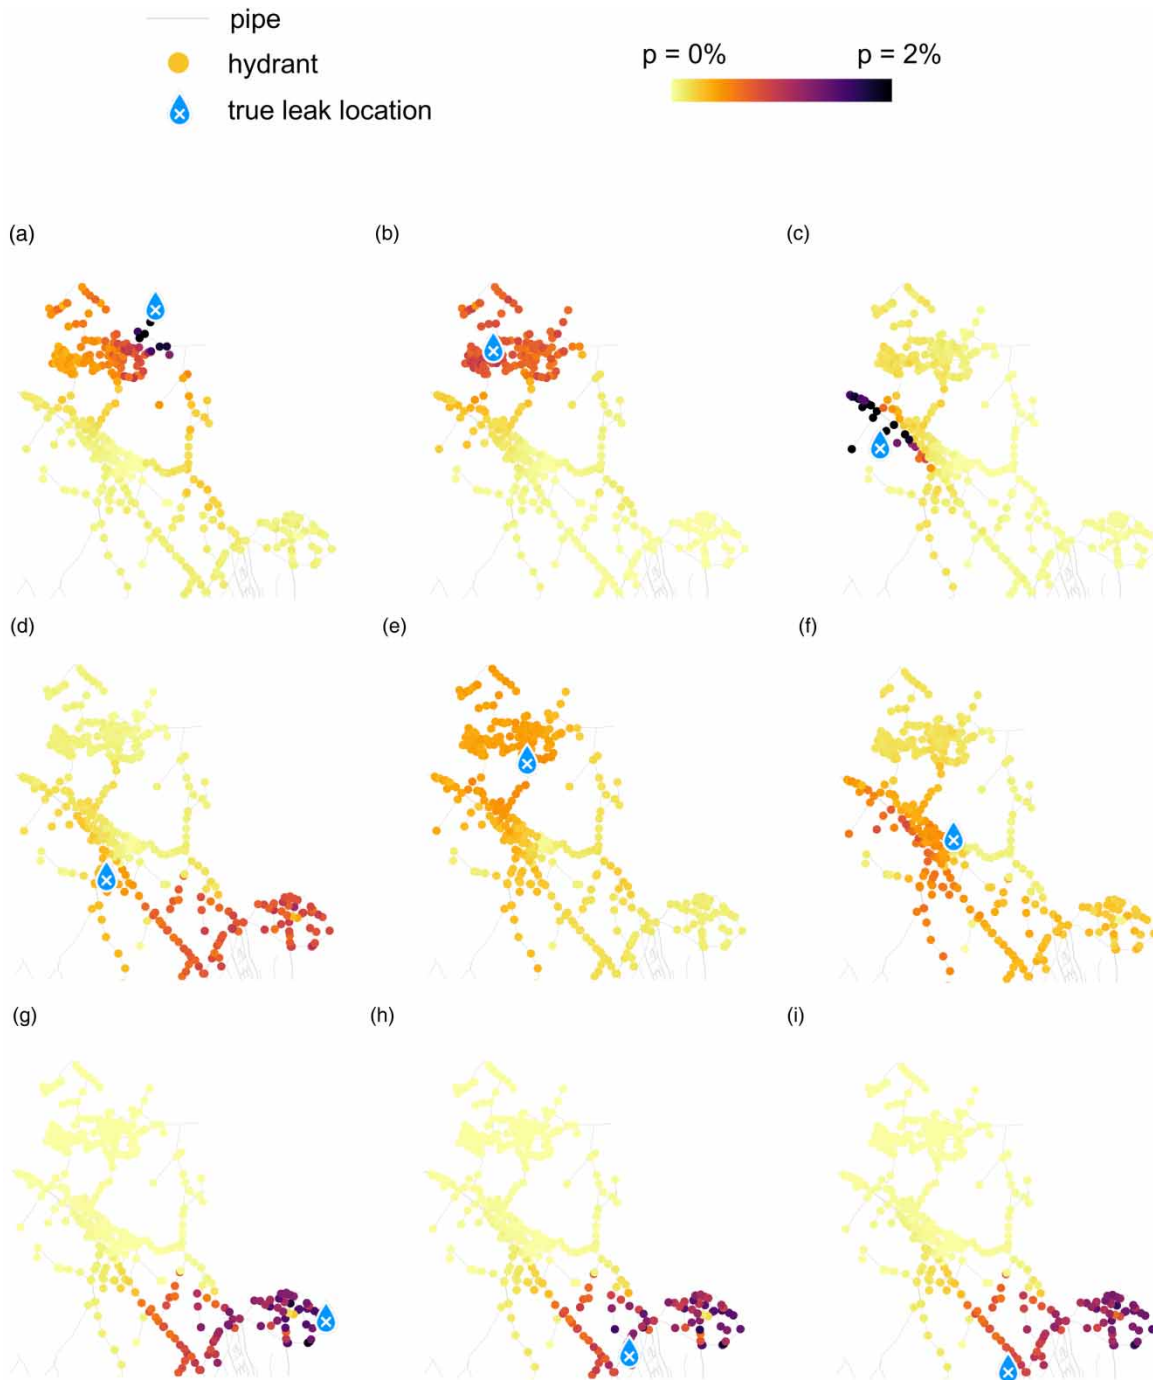 pipe
hydrant
true leak location
p = 0% p = 2%
(a) (b) (c)
(d) (e) (f)
(g) (h) (i)